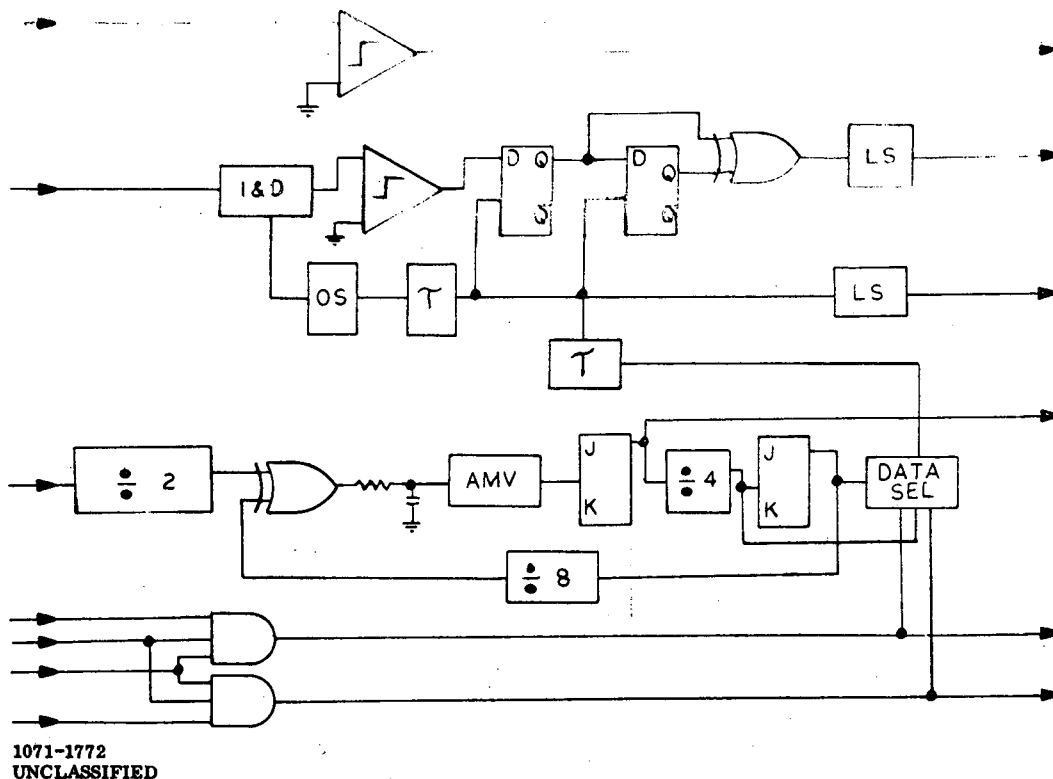 I & D
D Q
Q
D
Q
Q
LS
OS
τ
LS
τ
÷ 2
AMV
J
K
÷ 4
J
K
DATA
SEL
÷ 8
1071-1772
UNCLASSIFIED